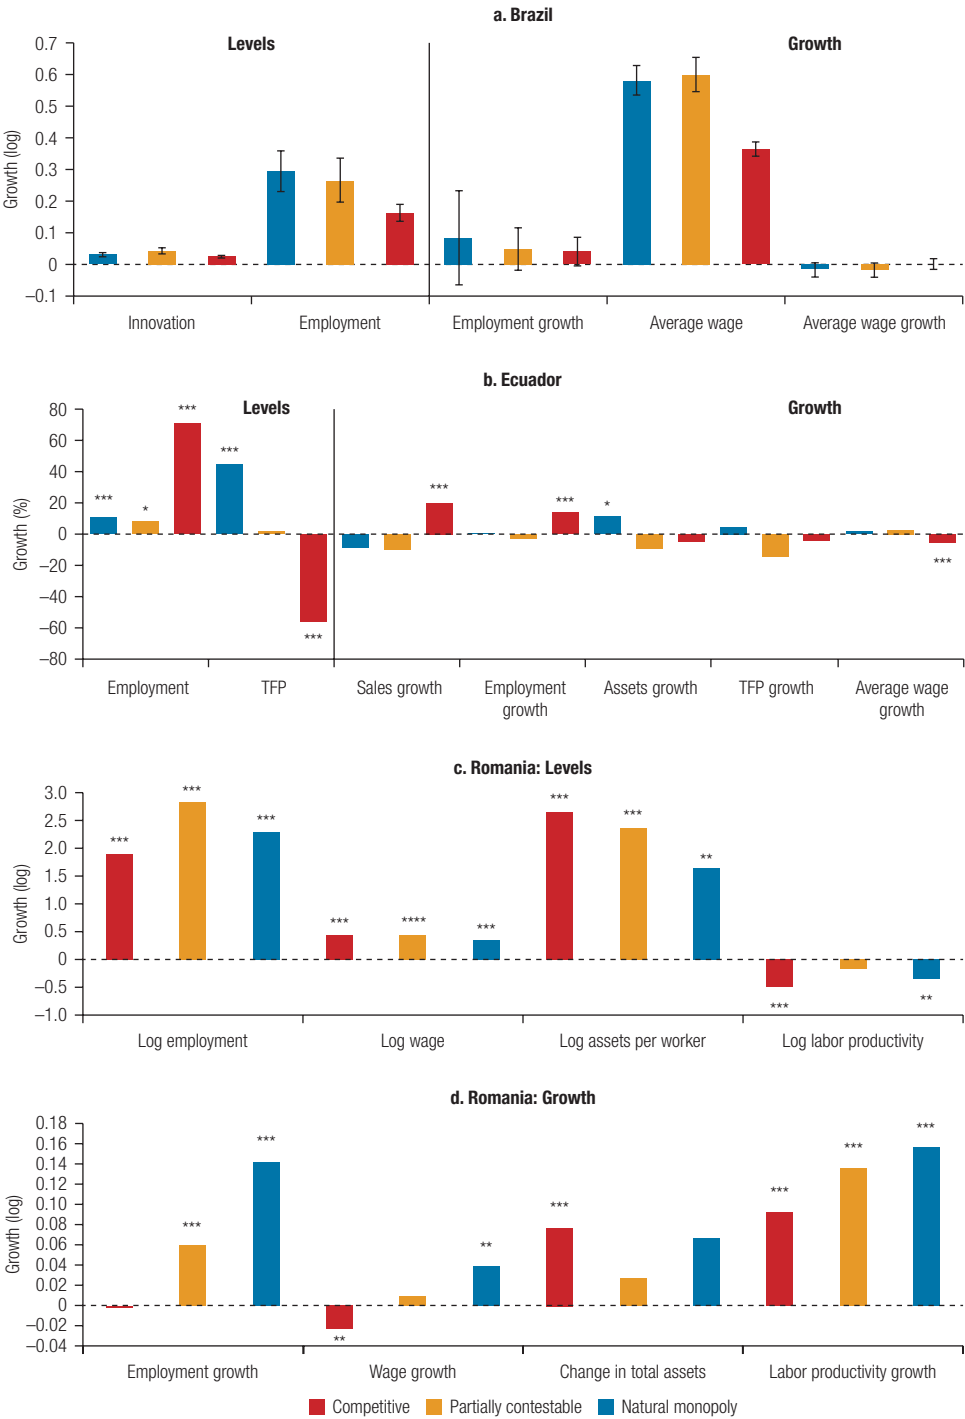 a. Brazil
Levels
Growth
Growth (log)
0.7
0.6
0.5
0.4
0.3
0.2
0.1
0
–0.1
Innovation
Employment
Employment growth
Average wage
Average wage growth
b. Ecuador
Levels
Growth
Growth (%)
80
60
40
20
0
–20
–40
–60
–80
***
*
***
***
***
***
***
*
***
Employment
TFP
Sales growth
Employment
growth
Assets growth
TFP growth
Average wage
growth
c. Romania: Levels
Growth (log)
3.0
2.5
2.0
1.5
1.0
0.5
0
–0.5
–1.0
***
***
***
***
****
***
***
***
**
***
**
Log employment
Log wage
Log assets per worker
Log labor productivity
d. Romania: Growth
Growth (log)
0.18
0.16
0.14
0.12
0.10
0.08
0.06
0.04
0.02
0
–0.02
–0.04
***
***
**
**
***
***
***
***
Employment growth
Wage growth
Change in total assets
Labor productivity growth
Competitive
Partially contestable
Natural monopoly